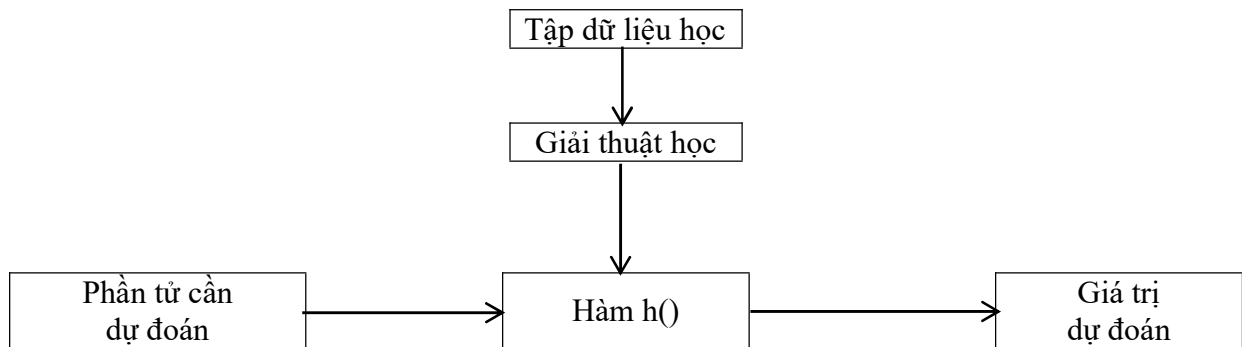 Tập dữ liệu học
Giải thuật học
Phần tử cần
dự đoán
Hàm h()
Giá trị
dự đoán